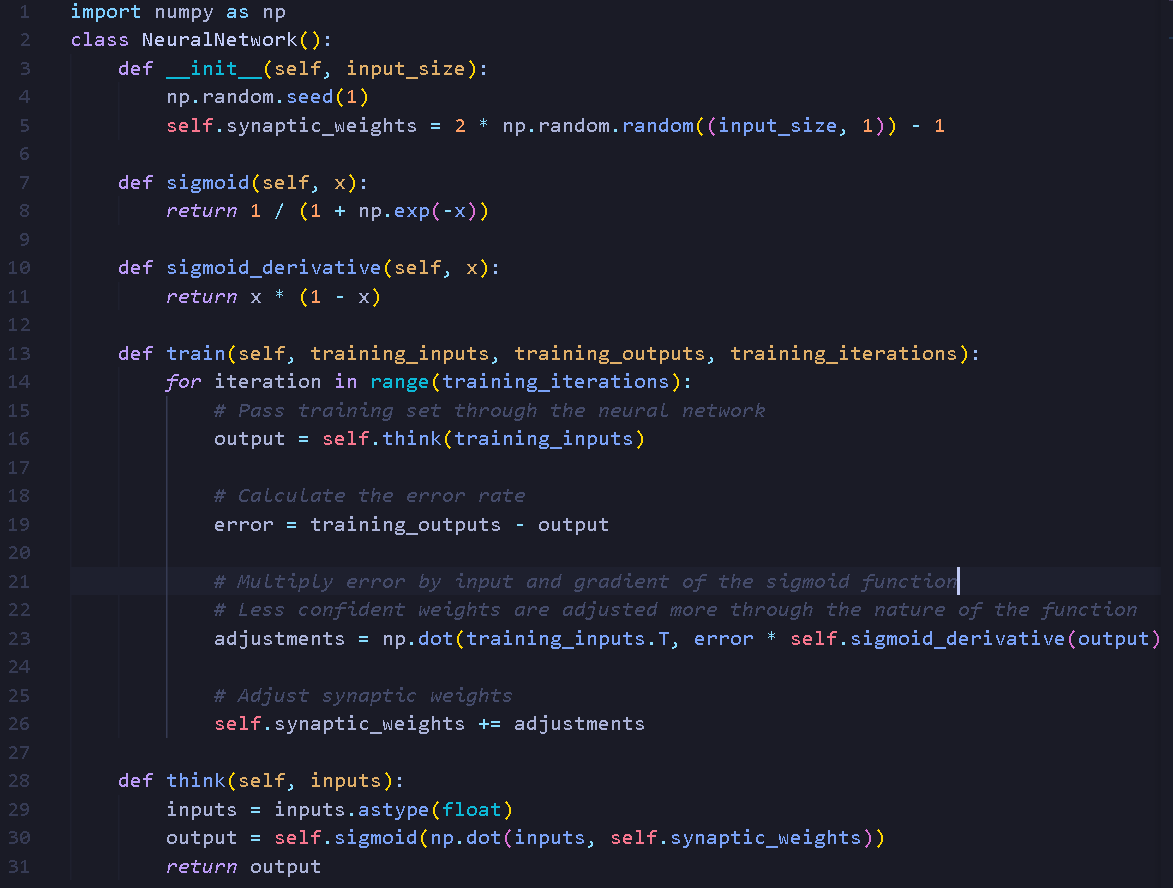 1 import numpy as np
2 class NeuralNetwork():
3     def __init__(self, input_size):
4         np.random.seed(1)
5         self.synaptic_weights = 2 * np.random.random((input_size, 1)) - 1
6
7     def sigmoid(self, x):
8         return 1 / (1 + np.exp(-x))
9
10     def sigmoid_derivative(self, x):
11         return x * (1 - x)
12
13     def train(self, training_inputs, training_outputs, training_iterations):
14         for iteration in range(training_iterations):
15             # Pass training set through the neural network
16             output = self.think(training_inputs)
17
18             # Calculate the error rate
19             error = training_outputs - output
20
21             # Multiply error by input and gradient of the sigmoid function
22             # Less confident weights are adjusted more through the nature of the function
23             adjustments = np.dot(training_inputs.T, error * self.sigmoid_derivative(output)
24
25             # Adjust synaptic weights
26             self.synaptic_weights += adjustments
27
28     def think(self, inputs):
29         inputs = inputs.astype(float)
30         output = self.sigmoid(np.dot(inputs, self.synaptic_weights))
31         return output